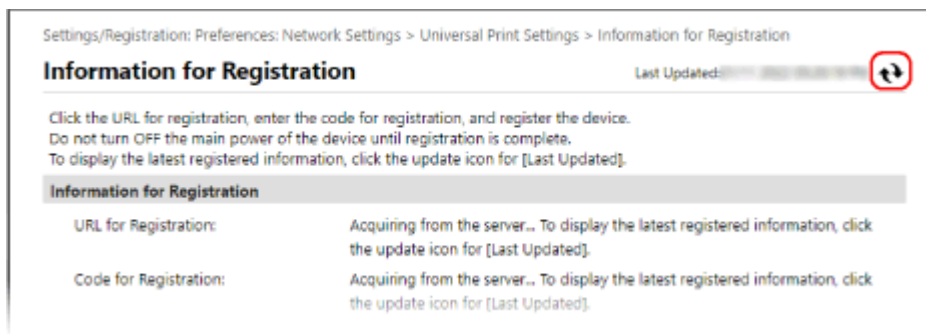 Settings/Registration: Preferences: Network Settings > Universal Print Settings > Information for Registration
Information for Registration
Last Updated:
Click the URL for registration, enter the code for registration, and register the device.
Do not turn OFF the main power of the device until registration is complete.
To display the latest registered information, click the update icon for [Last Updated].
Information for Registration
URL for Registration: Acquiring from the server... To display the latest registered information, click
the update icon for [Last Updated].
Code for Registration: Acquiring from the server... To display the latest registered information, click
the update icon for [Last Updated].